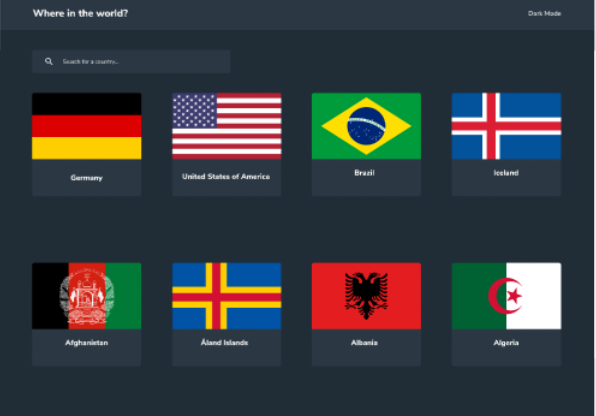 Where in the world?
Dark Mode
Search for a country...
Germany
United States of America
Brazil
Iceland
Afghanistan
Åland Islands
Albania
Algeria